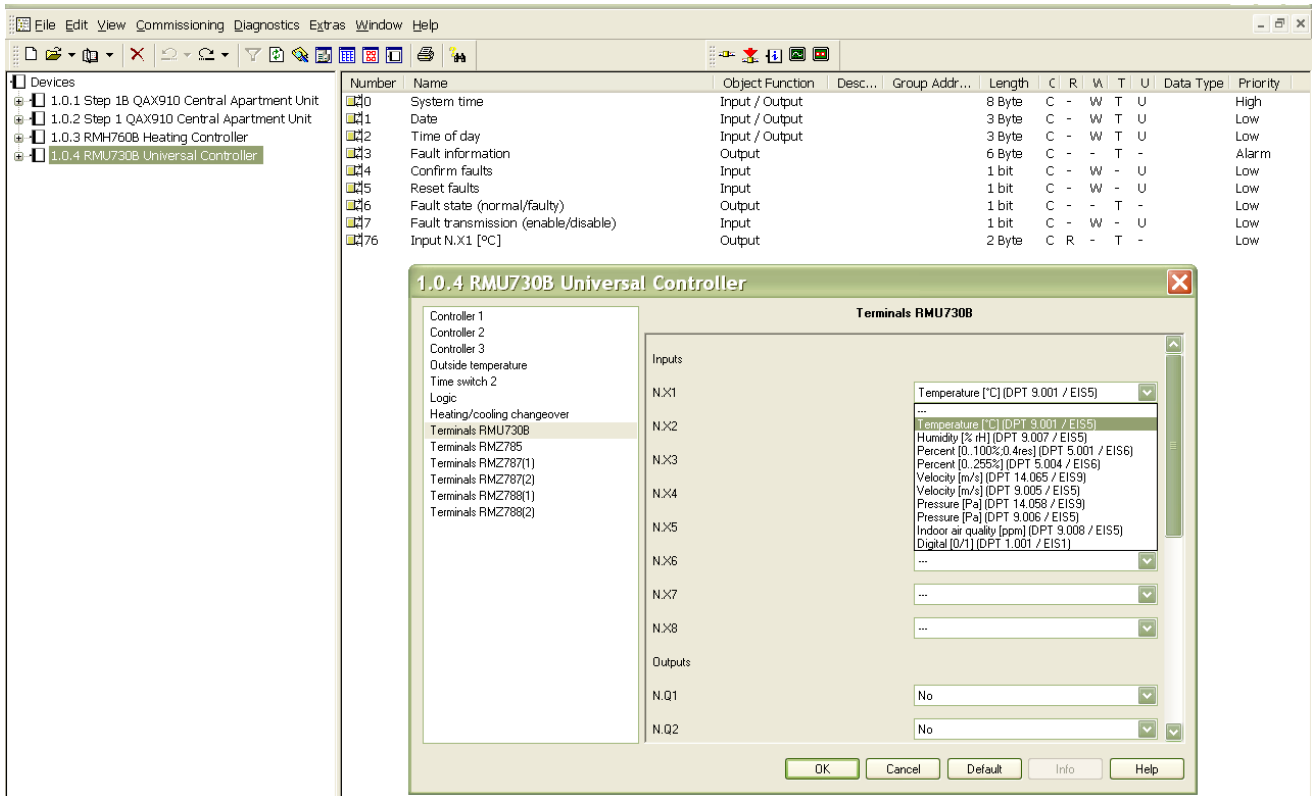 File Edit View Commissioning Diagnostics Extras Window Help
Devices
1.0.1 Step 1B QAX910 Central Apartment Unit
1.0.2 Step 1 QAX910 Central Apartment Unit
1.0.3 RMH760B Heating Controller
1.0.4 RMU730B Universal Controller
Number Name Object Function Desc... Group Addr... Length C R W T U Data Type Priority
0 System time Input / Output 8 Byte C - W T U High
1 Date Input / Output 3 Byte C - W T U Low
2 Time of day Input / Output 3 Byte C - W T U Low
3 Fault information Output 6 Byte C - - T - Alarm
4 Confirm faults Input 1 bit C - W - U Low
5 Reset faults Input 1 bit C - W - U Low
6 Fault state (normal/faulty) Output 1 bit C - - T - Low
7 Fault transmission (enable/disable) Input 1 bit C - W - U Low
76 Input N.X1 [ºC] Output 2 Byte C R - T - Low
1.0.4 RMU730B Universal Controller
Controller 1
Controller 2
Controller 3
Outside temperature
Time switch 2
Logic
Heating/cooling changeover
Terminals RMU730B
Terminals RMZ785
Terminals RMZ787(1)
Terminals RMZ787(2)
Terminals RMZ788(1)
Terminals RMZ788(2)
Terminals RMU730B
Inputs
N.X1 Temperature [°C] (DPT 9.001 / EIS5)
---
N.X2 Temperature [°C] (DPT 9.001 / EIS5)
Humidity [% rH] (DPT 9.007 / EIS5)
Percent [0..100%;0.4res] (DPT 5.001 / EIS6)
N.X3 Percent [0..255%] (DPT 5.004 / EIS6)
Velocity [m/s] (DPT 14.065 / EIS9)
N.X4 Velocity [m/s] (DPT 9.005 / EIS5)
Pressure [Pa] (DPT 14.058 / EIS9)
Pressure [Pa] (DPT 9.006 / EIS5)
N.X5 Indoor air quality [ppm] (DPT 9.008 / EIS5)
Digital [0/1] (DPT 1.001 / EIS1)
N.X6 ---
N.X7 ---
N.X8 ---
Outputs
N.Q1 No
N.Q2 No
OK Cancel Default Info Help